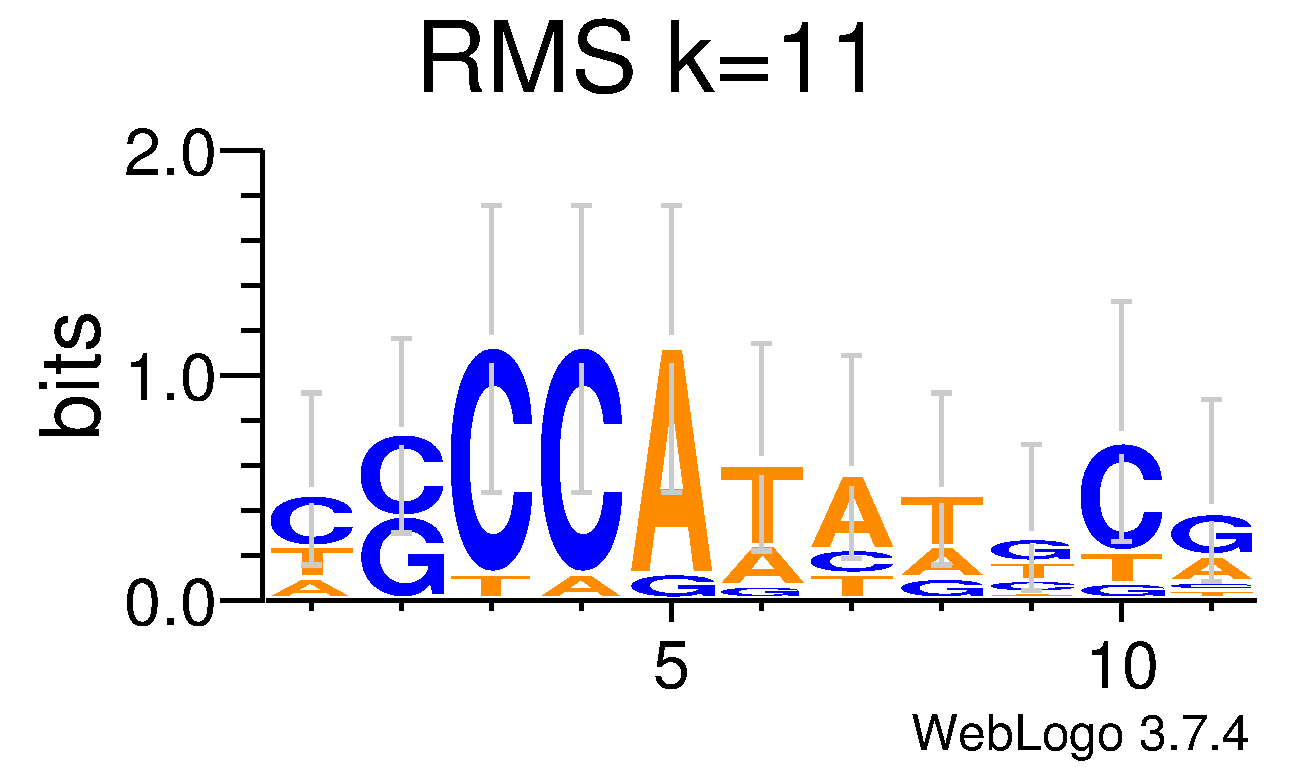 RMS k=11
2.0
1.0
0.0
bits
C C C C A T A T G C G
T G T A G A C A T T A
A G T G C G C
T
5 10
WebLogo 3.7.4